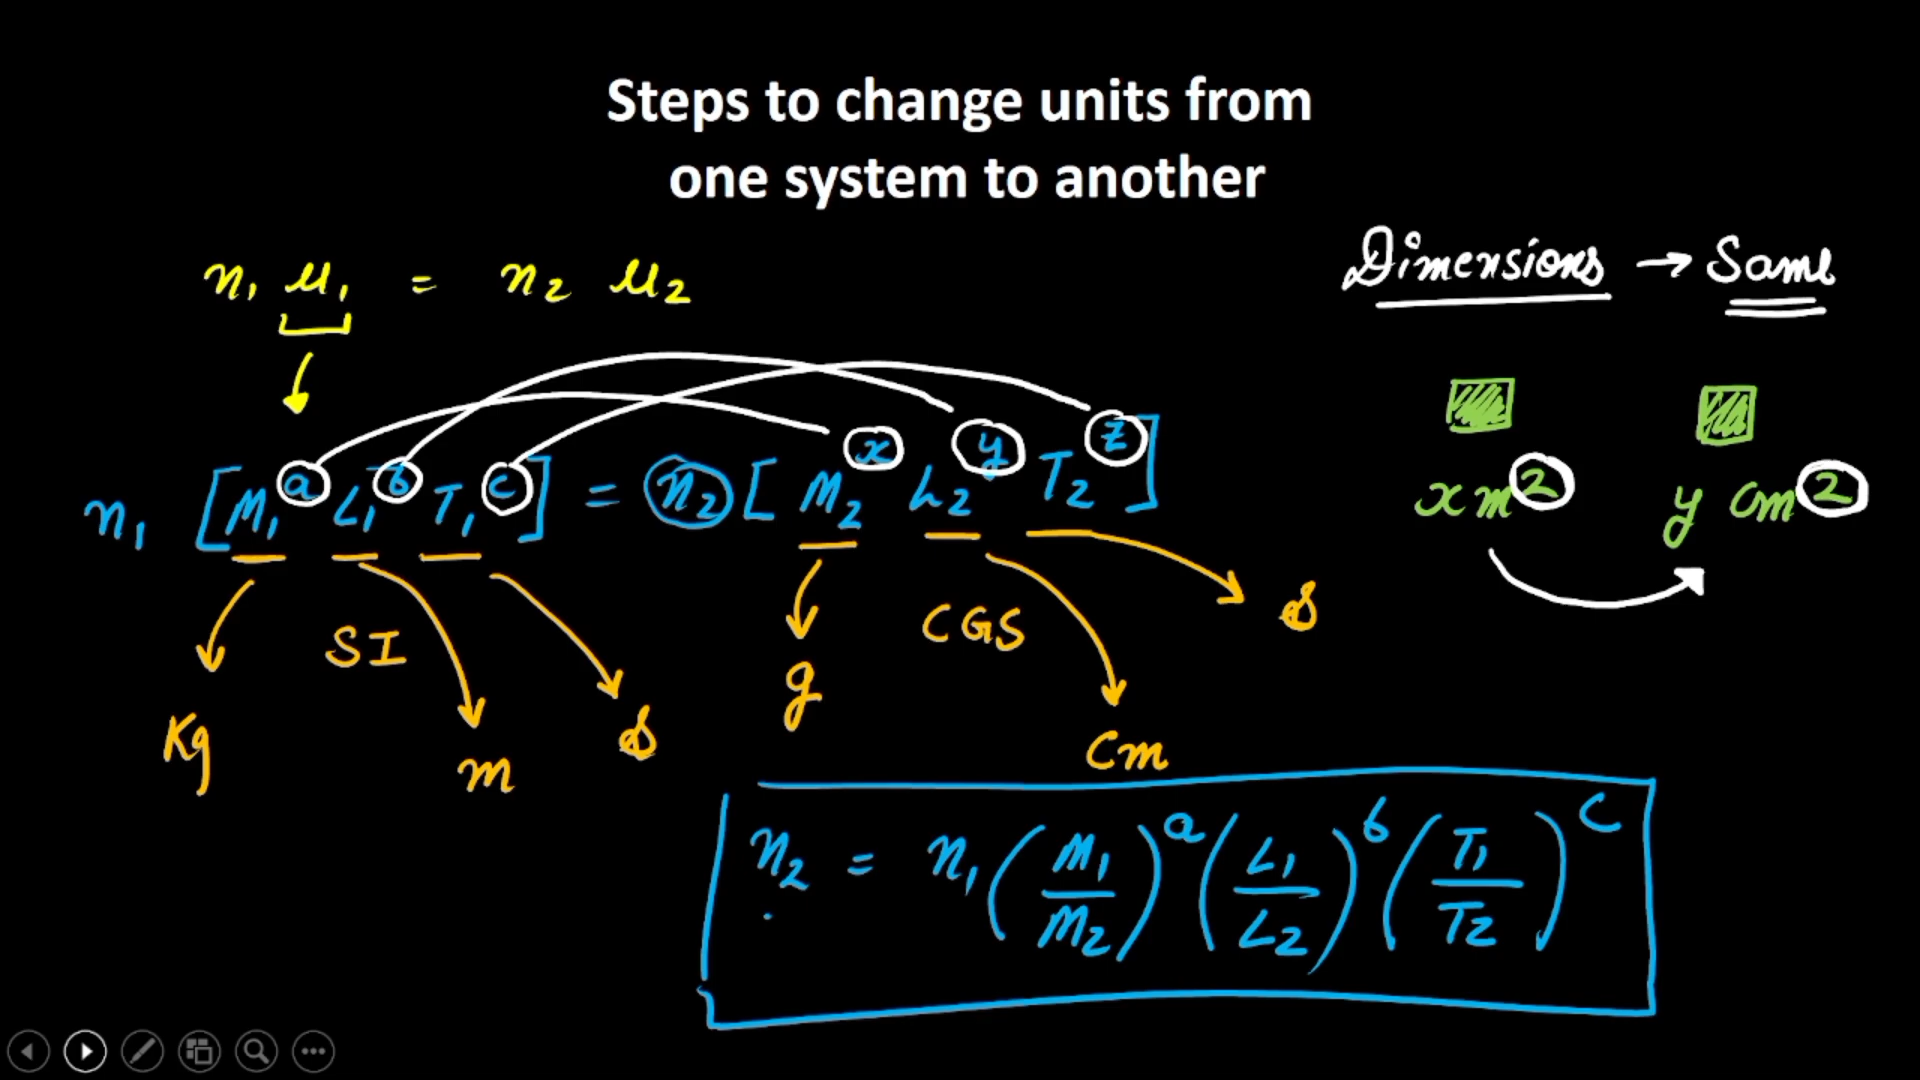 Steps to change units from
one system to another
n₁ u₁ = n₂ u₂
Dimensions → Same
n₁ [M₁ᵃ L₁ᵇ T₁ᶜ] = n₂ [M₂ˣ L₂ʸ T₂ᶻ]
x m² y cm²
SI CGS s
Kg m s g cm
n₂ = n₁ (M₁/M₂)ᵃ (L₁/L₂)ᵇ (T₁/T₂)ᶜ